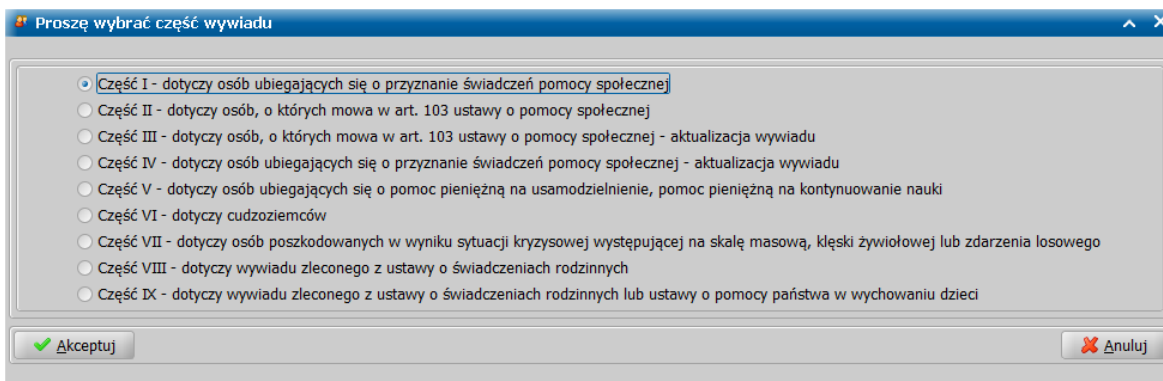 Proszę wybrać część wywiadu
Część I - dotyczy osób ubiegających się o przyznanie świadczeń pomocy społecznej
Część II - dotyczy osób, o których mowa w art. 103 ustawy o pomocy społecznej
Część III - dotyczy osób, o których mowa w art. 103 ustawy o pomocy społecznej - aktualizacja wywiadu
Część IV - dotyczy osób ubiegających się o przyznanie świadczeń pomocy społecznej - aktualizacja wywiadu
Część V - dotyczy osób ubiegających się o pomoc pieniężną na usamodzielnienie, pomoc pieniężną na kontynuowanie nauki
Część VI - dotyczy cudzoziemców
Część VII - dotyczy osób poszkodowanych w wyniku sytuacji kryzysowej występującej na skalę masową, klęski żywiołowej lub zdarzenia losowego
Część VIII - dotyczy wywiadu zleconego z ustawy o świadczeniach rodzinnych
Część IX - dotyczy wywiadu zleconego z ustawy o świadczeniach rodzinnych lub ustawy o pomocy państwa w wychowaniu dzieci
Akceptuj
Anuluj